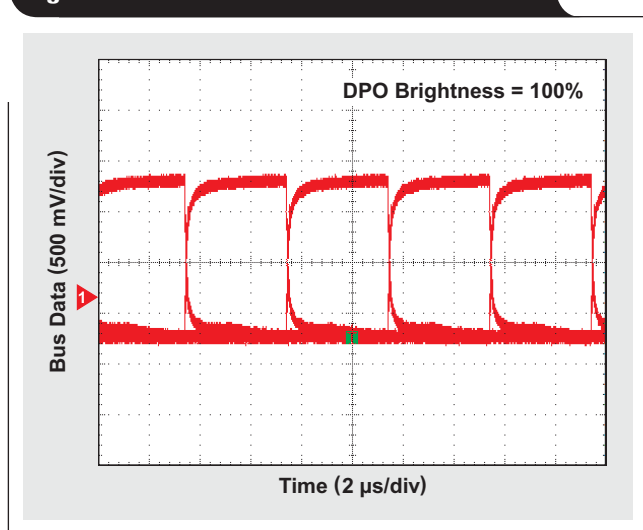 DPO Brightness = 100%
Bus Data (500 mV/div)
1
Time (2 µs/div)